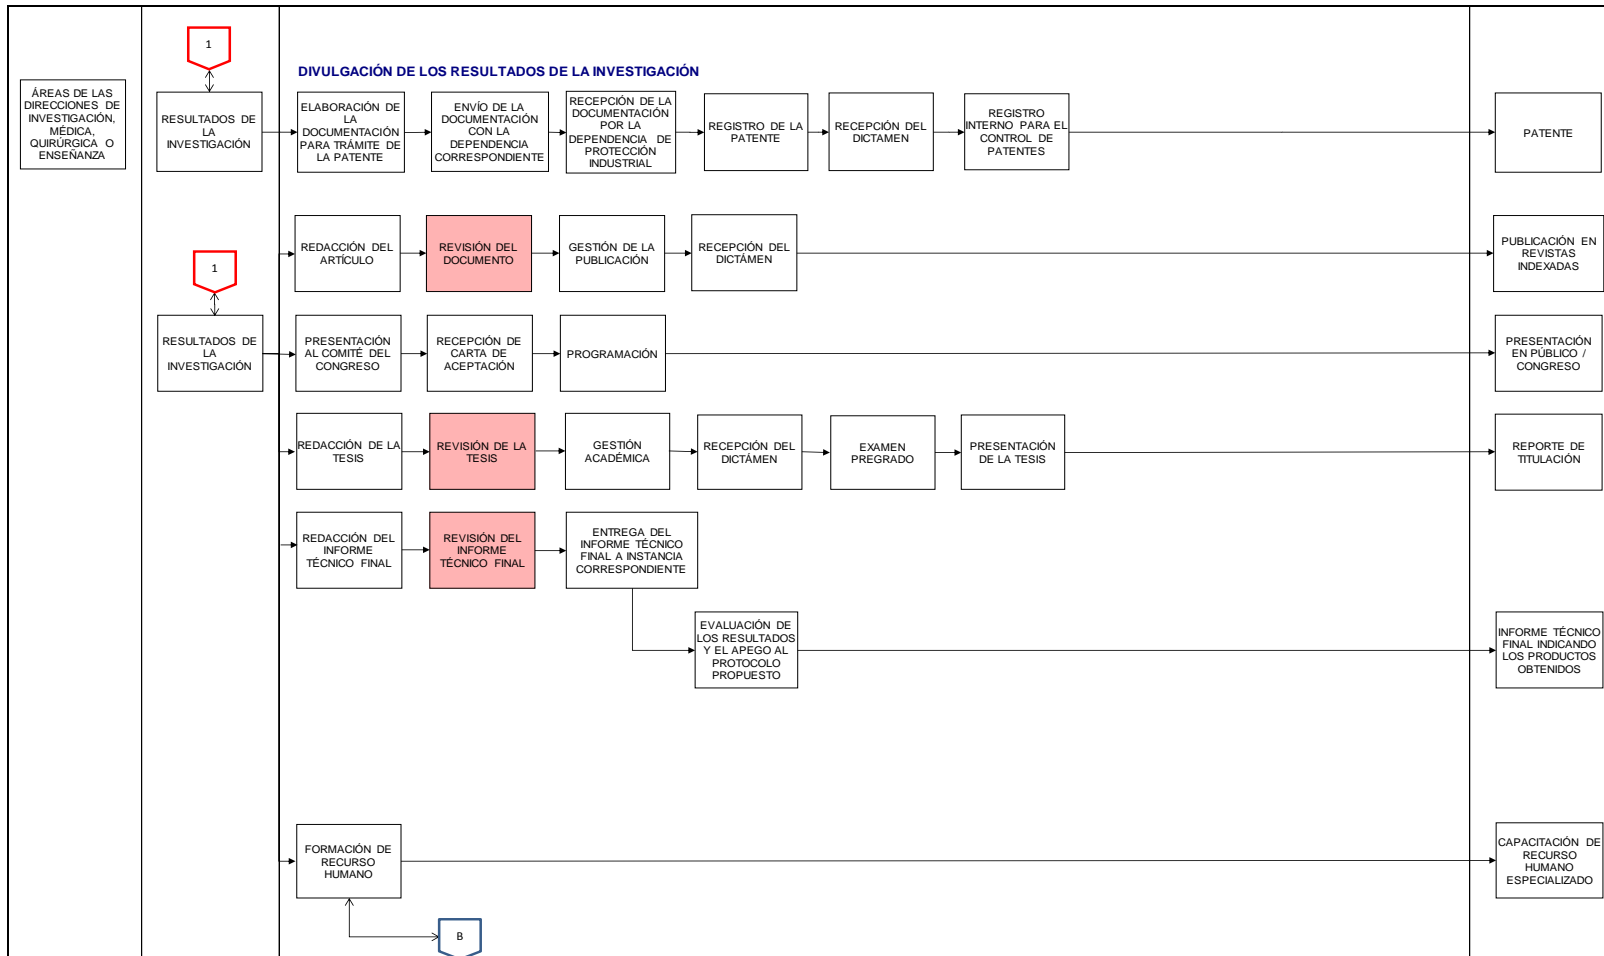 1
DIVULGACIÓN DE LOS RESULTADOS DE LA INVESTIGACIÓN
ÁREAS DE LAS
DIRECCIONES DE
INVESTIGACIÓN,
MÉDICA,
QUIRÚRGICA O
ENSEÑANZA
RESULTADOS DE
LA
INVESTIGACIÓN
ELABORACIÓN DE
LA
DOCUMENTACIÓN
PARA TRÁMITE DE
LA PATENTE
ENVÍO DE LA
DOCUMENTACIÓN
CON LA
DEPENDENCIA
CORRESPONDIENTE
RECEPCIÓN DE LA
DOCUMENTACIÓN
POR LA
DEPENDENCIA DE
PROTECCIÓN
INDUSTRIAL
REGISTRO DE LA
PATENTE
RECEPCIÓN DEL
DICTAMEN
REGISTRO
INTERNO PARA EL
CONTROL DE
PATENTES
PATENTE
REDACCIÓN DEL
ARTÍCULO
REVISIÓN DEL
DOCUMENTO
GESTIÓN DE LA
PUBLICACIÓN
RECEPCIÓN DEL
DICTÁMEN
PUBLICACIÓN EN
REVISTAS
INDEXADAS
1
RESULTADOS DE
LA
INVESTIGACIÓN
PRESENTACIÓN
AL COMITÉ DEL
CONGRESO
RECEPCIÓN DE
CARTA DE
ACEPTACIÓN
PROGRAMACIÓN
PRESENTACIÓN
EN PÚBLICO /
CONGRESO
REDACCIÓN DE LA
TESIS
REVISIÓN DE LA
TESIS
GESTIÓN
ACADÉMICA
RECEPCIÓN DEL
DICTÁMEN
EXAMEN
PREGRADO
PRESENTACIÓN
DE LA TESIS
REPORTE DE
TITULACIÓN
REDACCIÓN DEL
INFORME
TÉCNICO FINAL
REVISIÓN DEL
INFORME
TÉCNICO FINAL
ENTREGA DEL
INFORME TÉCNICO
FINAL A INSTANCIA
CORRESPONDIENTE
EVALUACIÓN DE
LOS RESULTADOS
Y EL APEGO AL
PROTOCOLO
PROPUESTO
INFORME TÉCNICO
FINAL INDICANDO
LOS PRODUCTOS
OBTENIDOS
FORMACIÓN DE
RECURSO
HUMANO
CAPACITACIÓN DE
RECURSO
HUMANO
ESPECIALIZADO
B